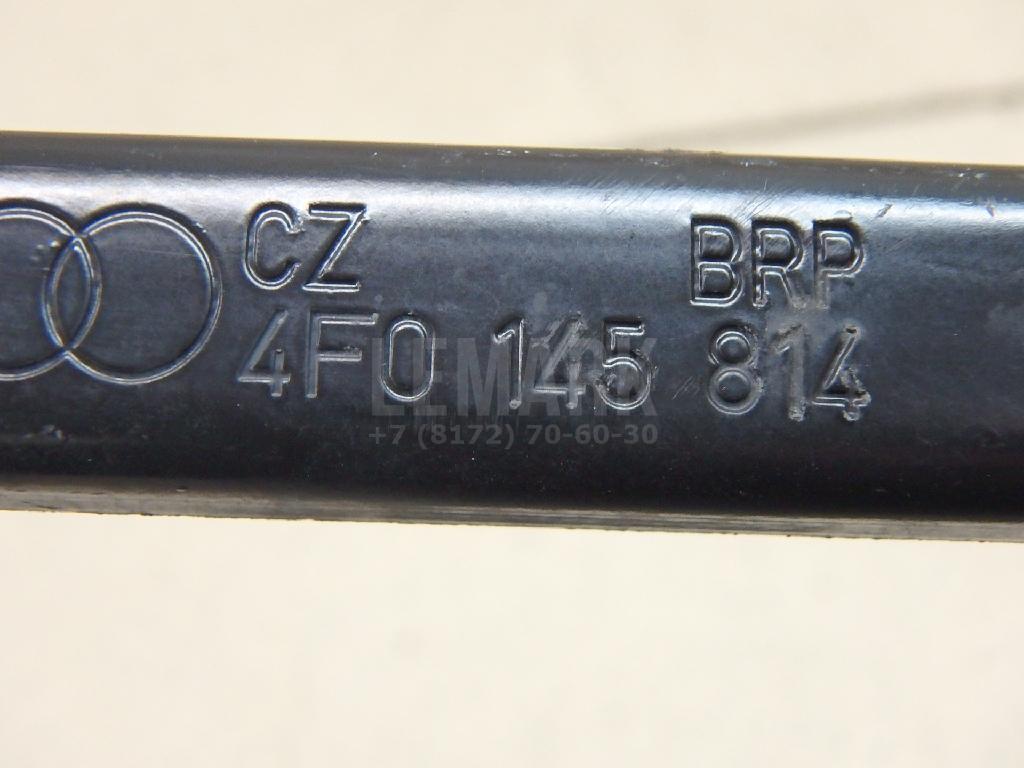 CZ BRP
4F0 145 814
LEMARK
+7 (8172) 70-60-30